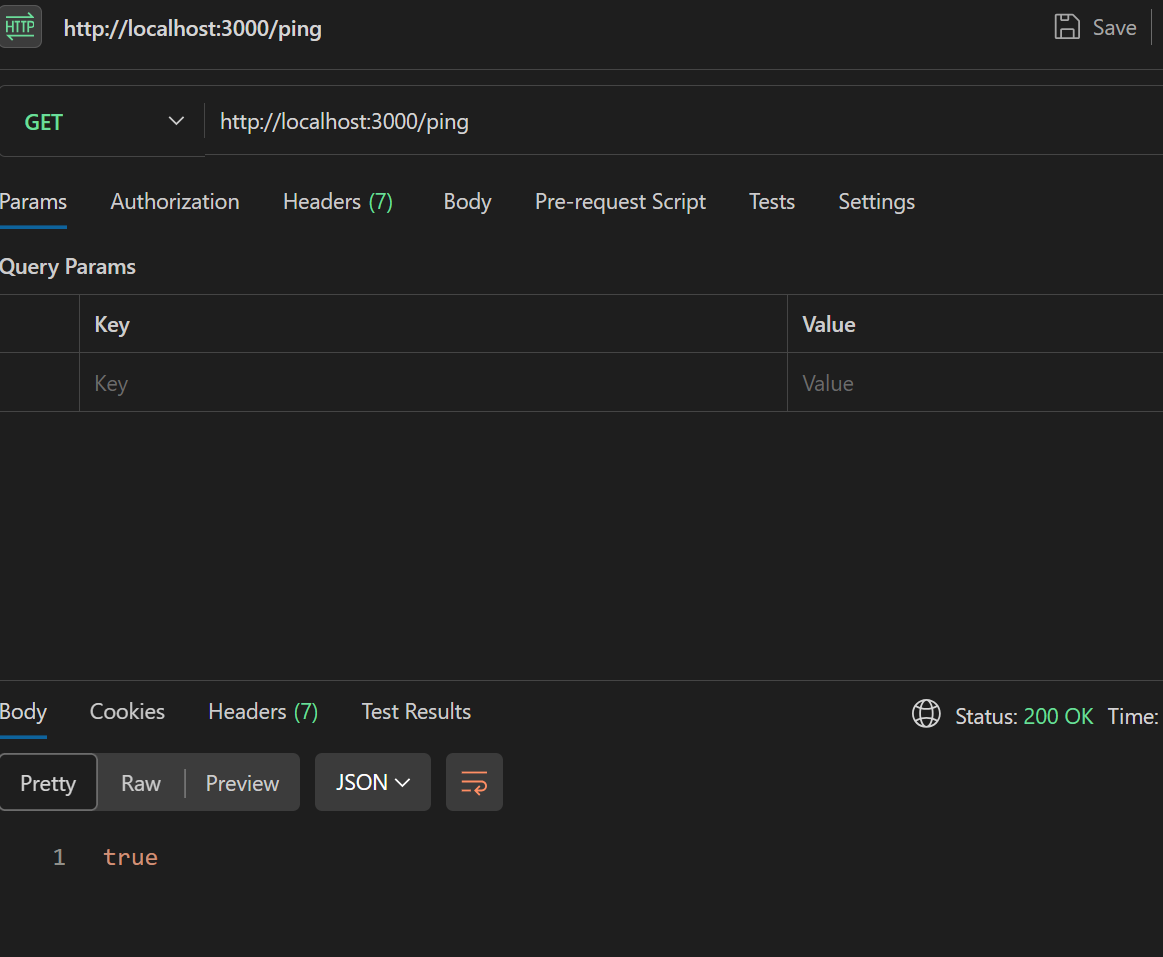 HTTP http://localhost:3000/ping Save
GET http://localhost:3000/ping
Params Authorization Headers (7) Body Pre-request Script Tests Settings
Query Params
Key Value
Key Value
Body Cookies Headers (7) Test Results Status: 200 OK Time:
Pretty Raw Preview JSON
1 true